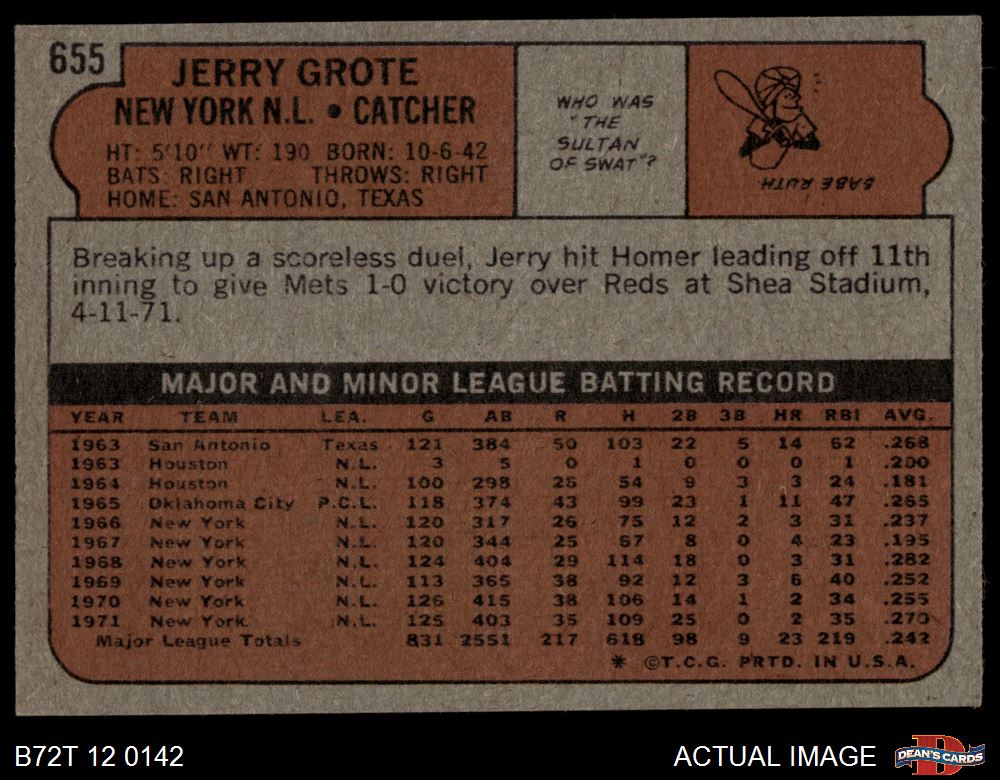 655
JERRY GROTE
NEW YORK N.L. • CATCHER
HT: 5'10" WT: 190 BORN: 10-6-42
BATS: RIGHT THROWS: RIGHT
HOME: SAN ANTONIO, TEXAS
WHO WAS
"THE
SULTAN
OF SWAT"?
BABE RUTH
Breaking up a scoreless duel, Jerry hit Homer leading off 11th
inning to give Mets 1-0 victory over Reds at Shea Stadium,
4-11-71.
MAJOR AND MINOR LEAGUE BATTING RECORD
YEAR TEAM LEA. G AB R H 2B 3B HR RBI AVG.
1963 San Antonio Texas 121 384 50 103 22 5 14 62 .268
1963 Houston N.L. 3 5 0 1 0 0 0 1 .200
1964 Houston N.L. 100 298 26 54 9 3 3 24 .181
1965 Oklahoma City P.C.L. 118 374 43 99 23 1 11 47 .265
1966 New York N.L. 120 317 26 75 12 2 3 31 .237
1967 New York N.L. 120 344 25 67 8 0 4 23 .195
1968 New York N.L. 124 404 29 114 18 0 3 31 .282
1969 New York N.L. 113 365 38 92 12 3 6 40 .252
1970 New York N.L. 126 415 38 106 14 1 2 34 .255
1971 New York N.L. 125 403 35 109 25 0 2 35 .270
Major League Totals 831 2551 217 618 98 9 23 219 .242
* ©T.C.G. PRTD. IN U.S.A.
B72T 12 0142
ACTUAL IMAGE
D
DEAN'S CARDS